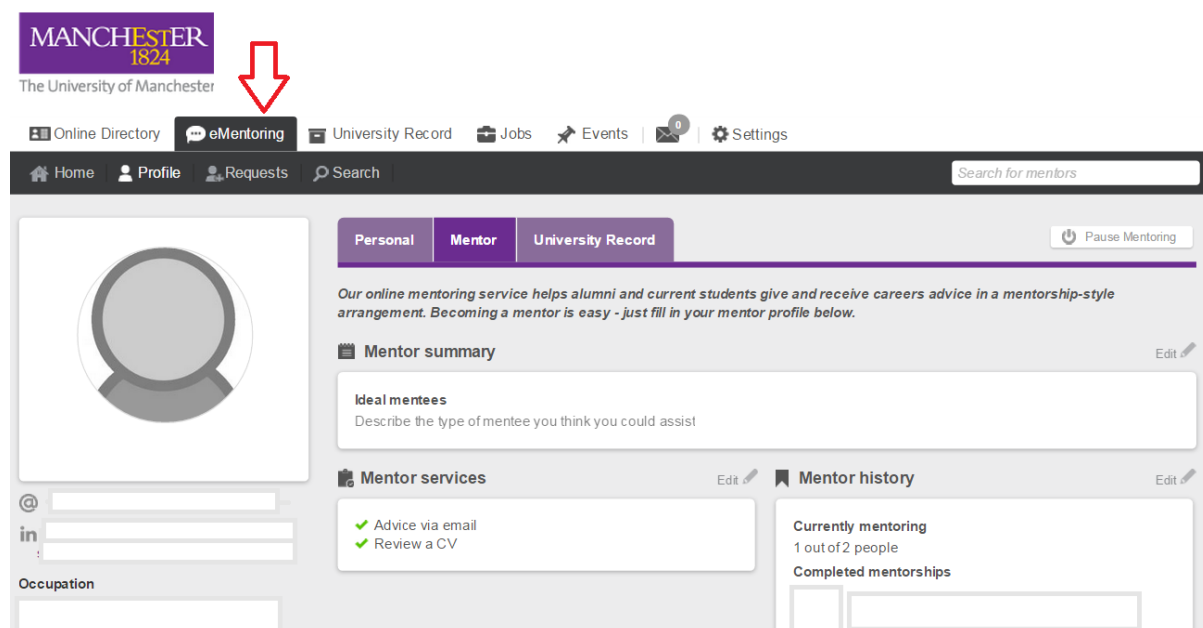 MANCHESTER
1824
The University of Manchester
Online Directory eMentoring University Record Jobs Events 0 Settings
Home Profile Requests Search Search for mentors
Personal Mentor University Record Pause Mentoring
Our online mentoring service helps alumni and current students give and receive careers advice in a mentorship-style
arrangement. Becoming a mentor is easy - just fill in your mentor profile below.
Mentor summary Edit
Ideal mentees
Describe the type of mentee you think you could assist
Mentor services Edit
Advice via email
Review a CV
Mentor history Edit
Currently mentoring
1 out of 2 people
Completed mentorships
@
in
Occupation